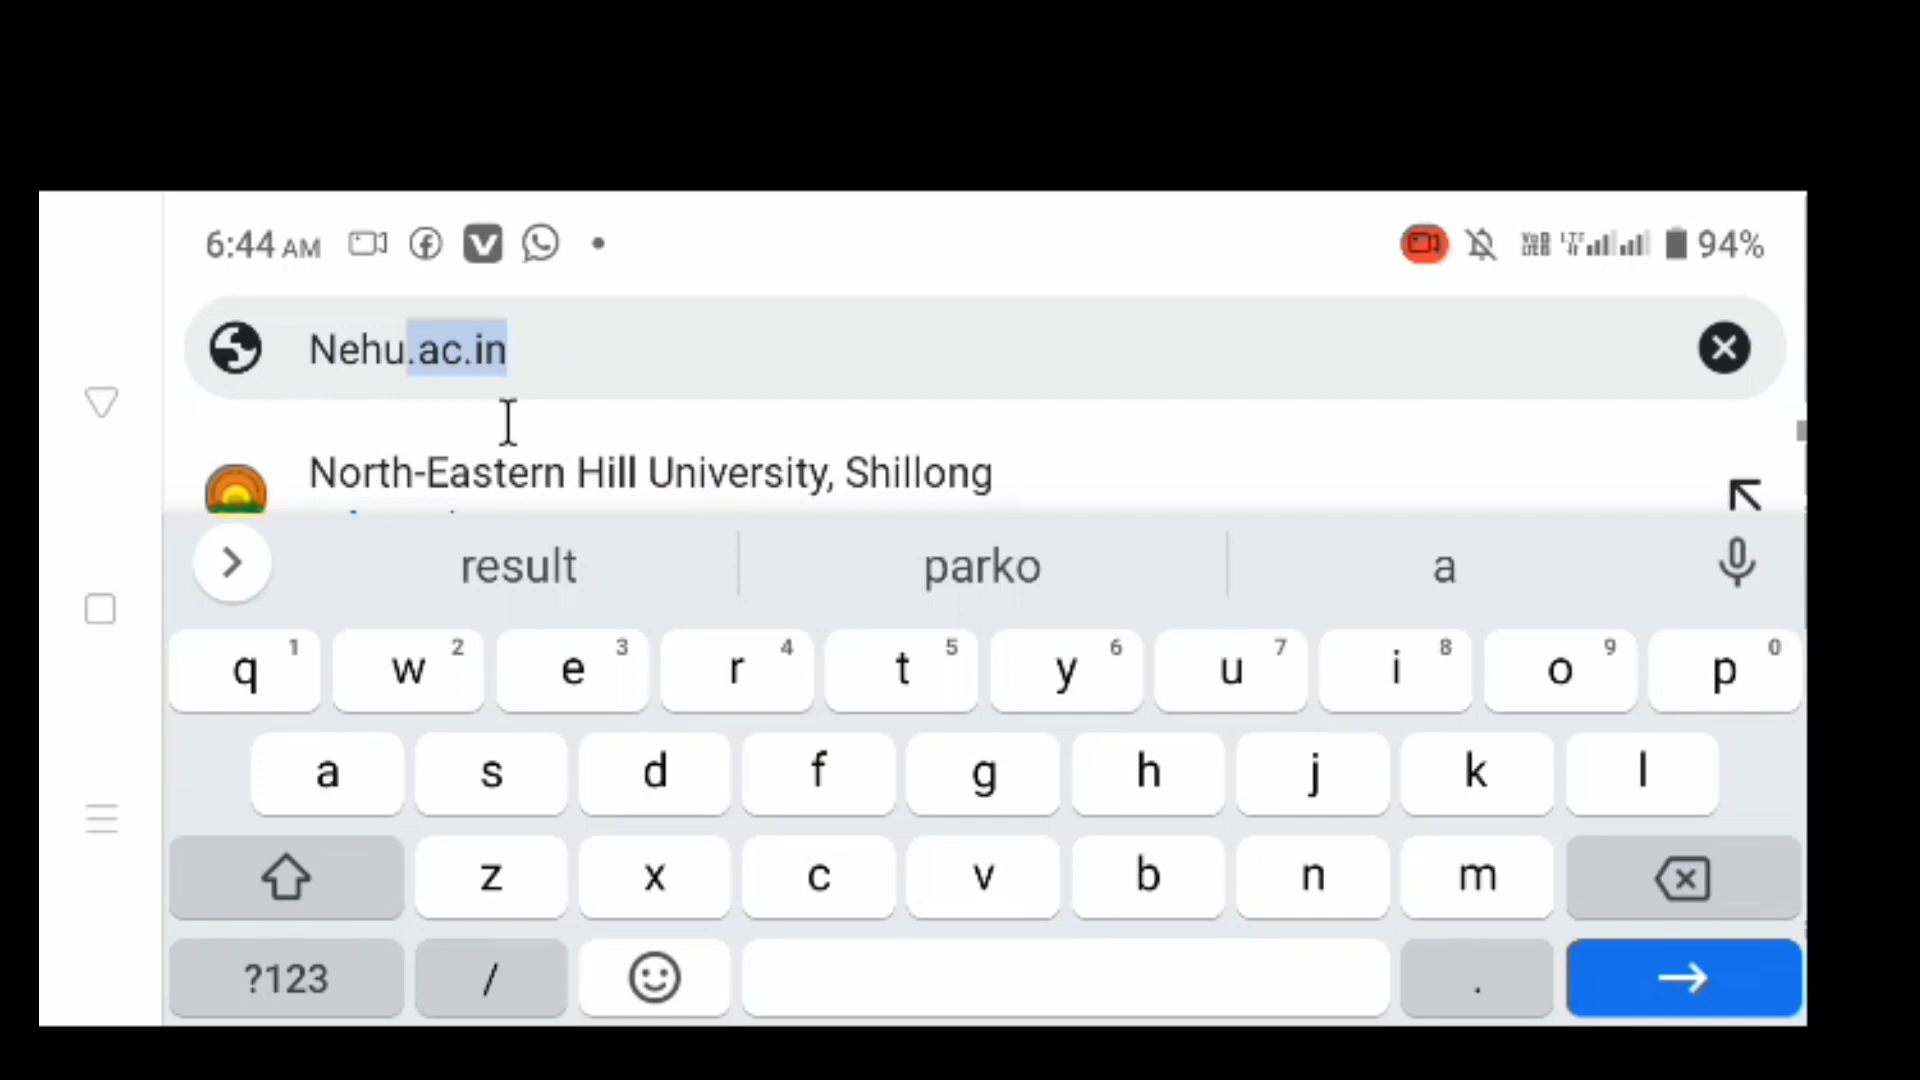 6:44 AM 94%
Nehu.ac.in
North-Eastern Hill University, Shillong
result parko a
q 1 w 2 e 3 r 4 t 5 y 6 u 7 i 8 o 9 p 0
a s d f g h j k l
z x c v b n m
?123 / .